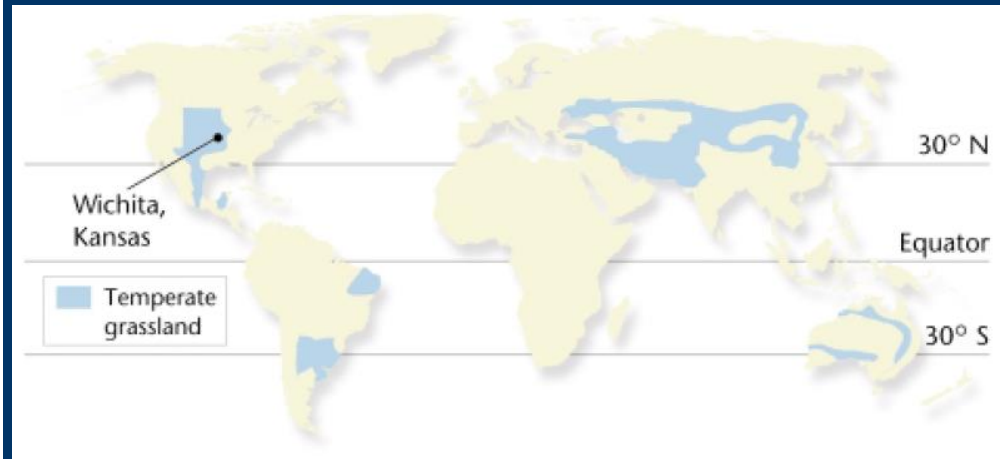 30° N
Wichita,
Kansas
Equator
Temperate
grassland
30° S